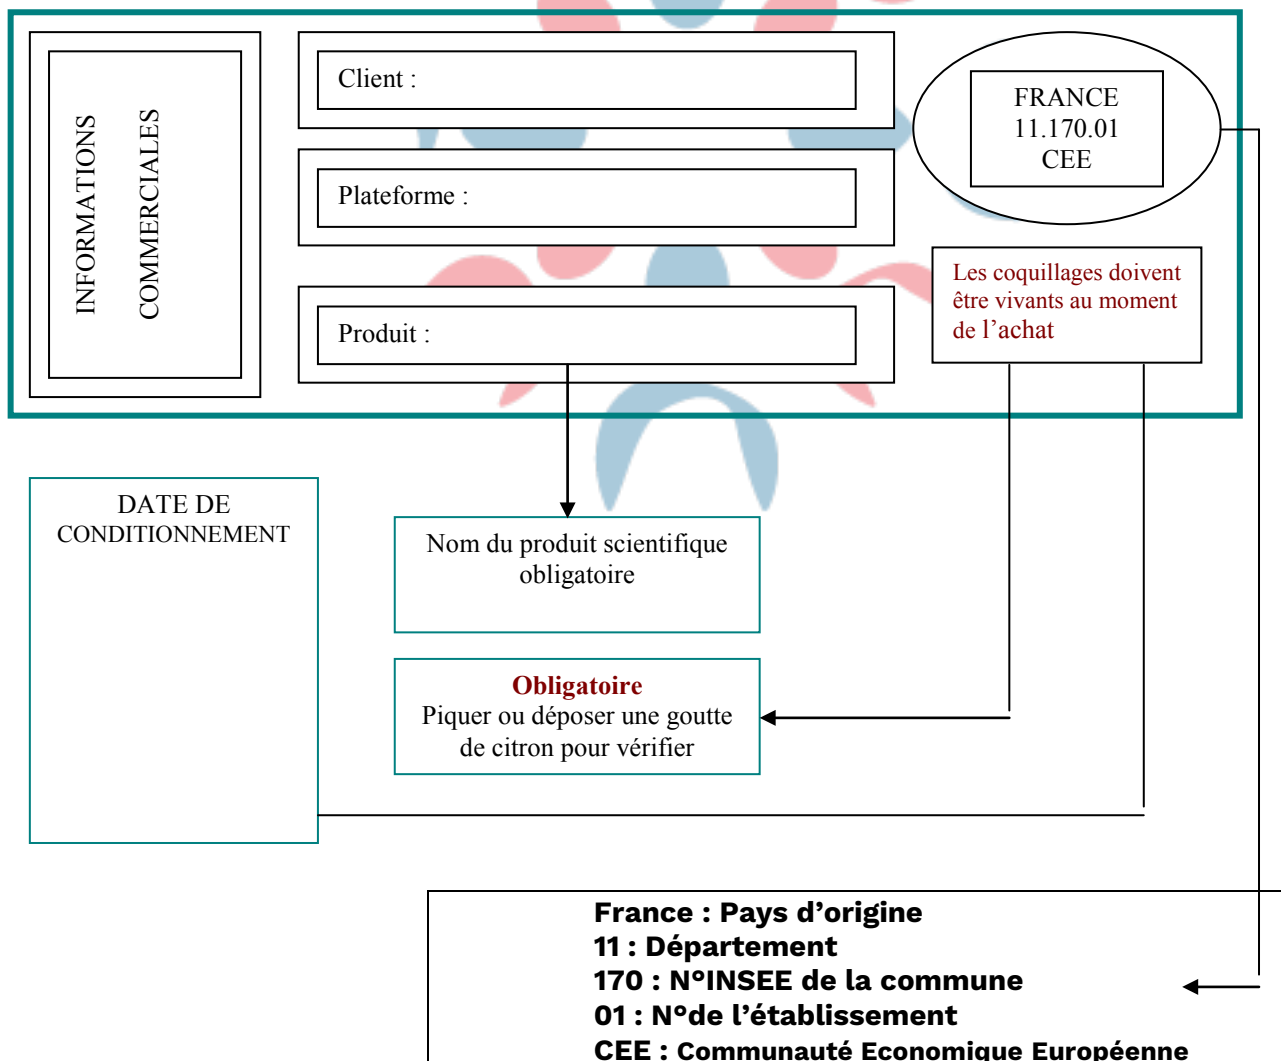 INFORMATIONS
COMMERCIALES
Client :
Plateforme :
Produit :
FRANCE
11.170.01
CEE
Les coquillages doivent
être vivants au moment
de l’achat
DATE DE
CONDITIONNEMENT
Nom du produit scientifique
obligatoire
Obligatoire
Piquer ou déposer une goutte
de citron pour vérifier
France : Pays d’origine
11 : Département
170 : N°INSEE de la commune
01 : N°de l’établissement
CEE : Communauté Economique Européenne